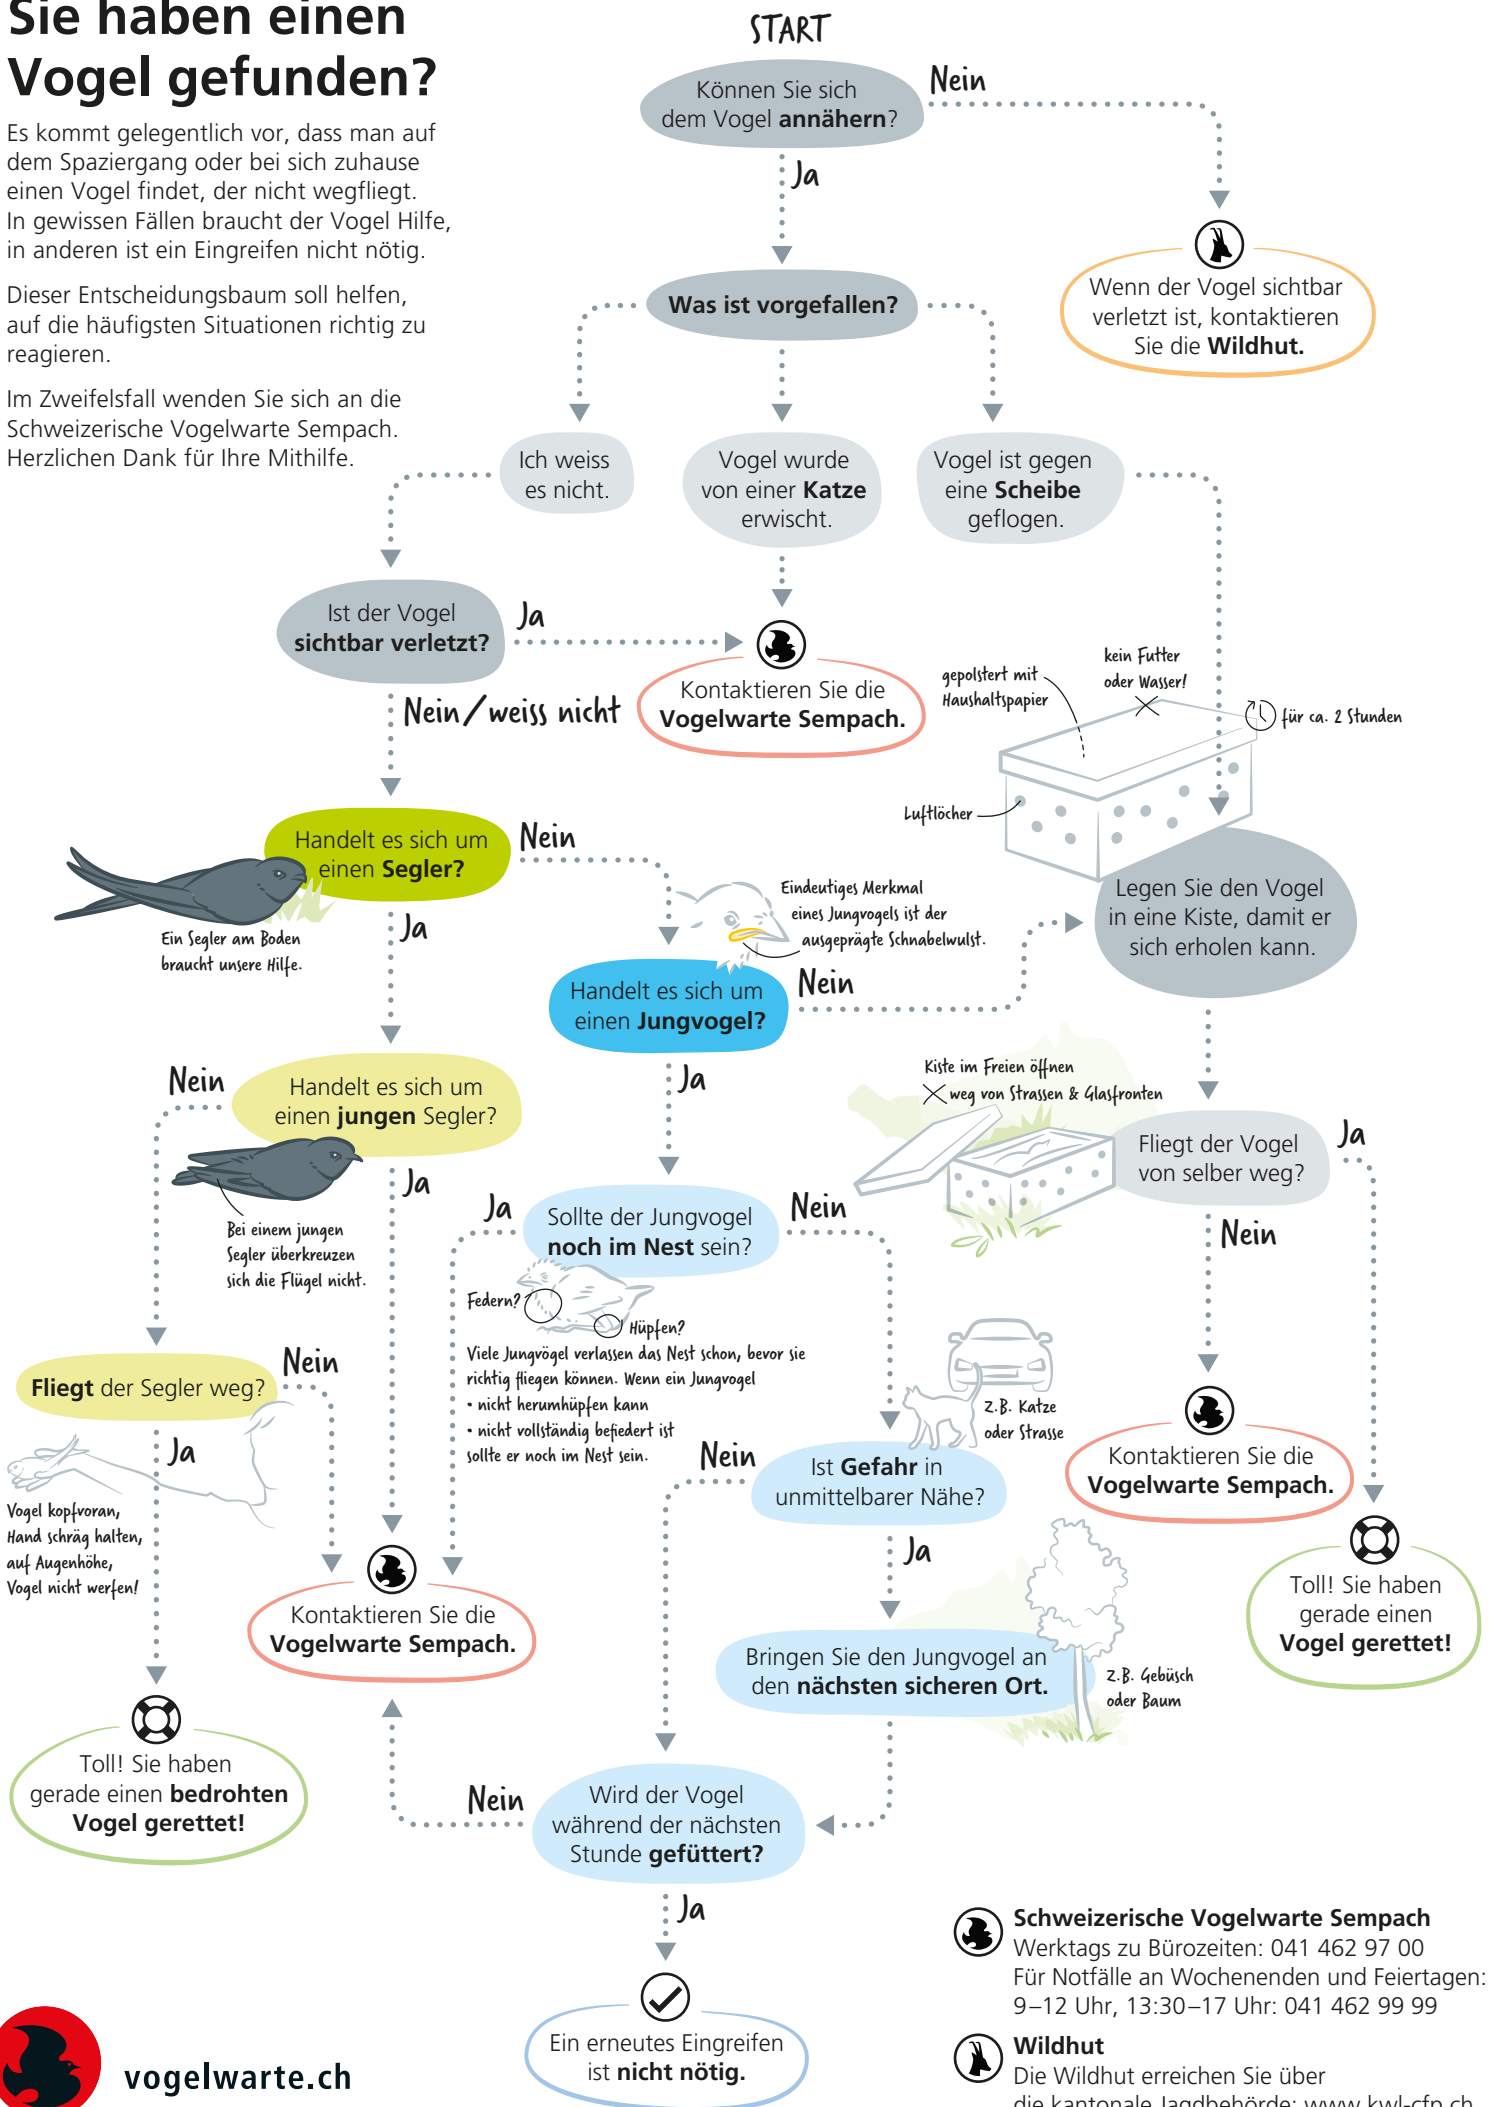 Sie haben einen
Vogel gefunden?
Es kommt gelegentlich vor, dass man auf
dem Spaziergang oder bei sich zuhause
einen Vogel findet, der nicht wegfliegt.
In gewissen Fällen braucht der Vogel Hilfe,
in anderen ist ein Eingreifen nicht nötig.
Dieser Entscheidungsbaum soll helfen,
auf die häufigsten Situationen richtig zu
reagieren.
Im Zweifelsfall wenden Sie sich an die
Schweizerische Vogelwarte Sempach.
Herzlichen Dank für Ihre Mithilfe.
START
Können Sie sich
dem Vogel annähern?
Nein
Ja
Wenn der Vogel sichtbar
verletzt ist, kontaktieren
Sie die Wildhut.
Was ist vorgefallen?
Ich weiss
es nicht.
Vogel wurde
von einer Katze
erwischt.
Vogel ist gegen
eine Scheibe
geflogen.
Ist der Vogel
sichtbar verletzt?
Ja
Nein/weiss nicht
Kontaktieren Sie die
Vogelwarte Sempach.
gepolstert mit
Haushaltspapier
kein Futter
oder Wasser!
für ca. 2 Stunden
Luftlöcher
Legen Sie den Vogel
in eine Kiste, damit er
sich erholen kann.
Handelt es sich um
einen Segler?
Nein
Ja
Ein Segler am Boden
braucht unsere Hilfe.
Eindeutiges Merkmal
eines Jungvogels ist der
ausgeprägte Schnabelwulst.
Handelt es sich um
einen Jungvogel?
Nein
Ja
Kiste im Freien öffnen
weg von Strassen & Glasfronten
Fliegt der Vogel
von selber weg?
Ja
Nein
Nein
Handelt es sich um
einen jungen Segler?
Ja
Bei einem jungen
Segler überkreuzen
sich die Flügel nicht.
Ja
Sollte der Jungvogel
noch im Nest sein?
Nein
Federn?
Hüpfen?
Viele Jungvögel verlassen das Nest schon, bevor sie
richtig fliegen können. Wenn ein Jungvogel
• nicht herumhüpfen kann
• nicht vollständig befiedert ist
sollte er noch im Nest sein.
Fliegt der Segler weg?
Nein
Ja
Vogel kopfvoran,
Hand schräg halten,
auf Augenhöhe,
Vogel nicht werfen!
z.B. Katze
oder Strasse
Nein
Ist Gefahr in
unmittelbarer Nähe?
Ja
Kontaktieren Sie die
Vogelwarte Sempach.
Toll! Sie haben
gerade einen
Vogel gerettet!
Kontaktieren Sie die
Vogelwarte Sempach.
Bringen Sie den Jungvogel an
den nächsten sicheren Ort.
z.B. Gebüsch
oder Baum
Toll! Sie haben
gerade einen bedrohten
Vogel gerettet!
Nein
Wird der Vogel
während der nächsten
Stunde gefüttert?
Ja
Ein erneutes Eingreifen
ist nicht nötig.
Schweizerische Vogelwarte Sempach
Werktags zu Bürozeiten: 041 462 97 00
Für Notfälle an Wochenenden und Feiertagen:
9–12 Uhr, 13:30–17 Uhr: 041 462 99 99
Wildhut
Die Wildhut erreichen Sie über
die kantonale Jagdbehörde: www.kwl-cfp.ch
vogelwarte.ch